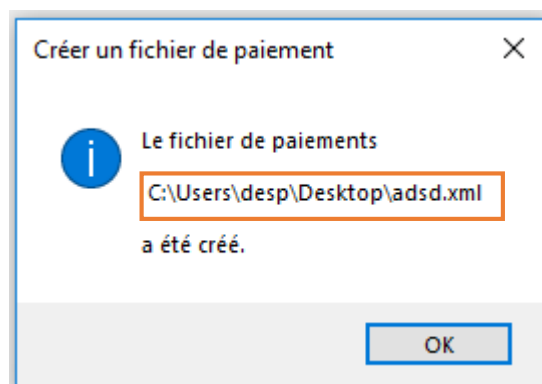 Créer un fichier de paiement
Le fichier de paiements
C:\Users\desp\Desktop\adsd.xml
a été créé.
OK